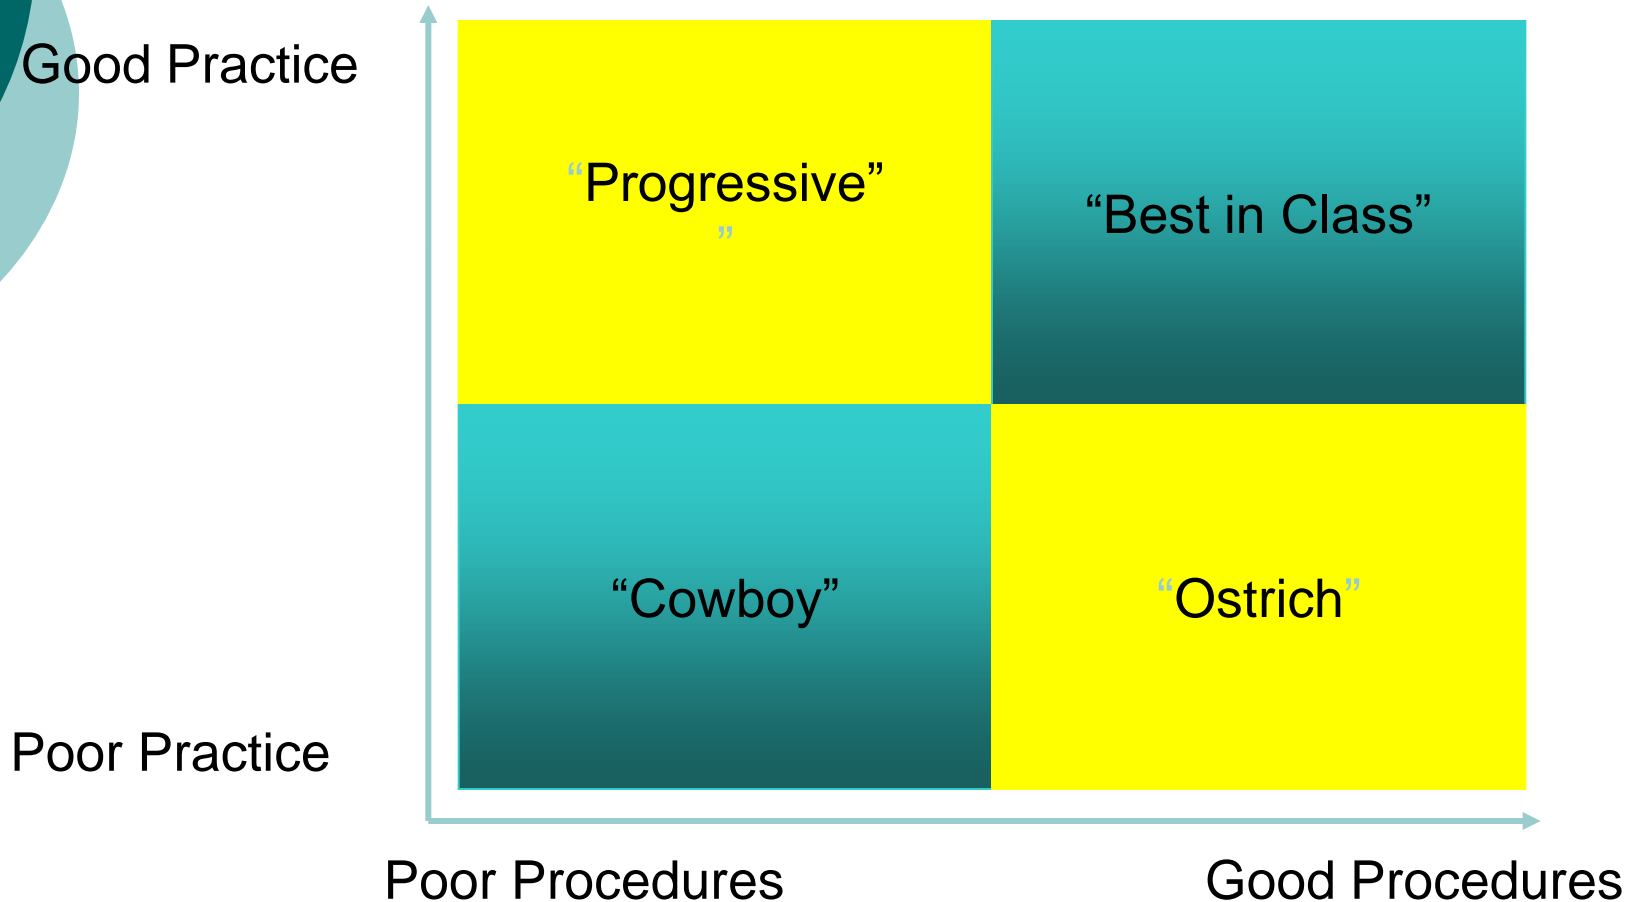 Good Practice
“Progressive”
”
“Best in Class”
“Cowboy”
“Ostrich”
Poor Practice
Poor Procedures
Good Procedures